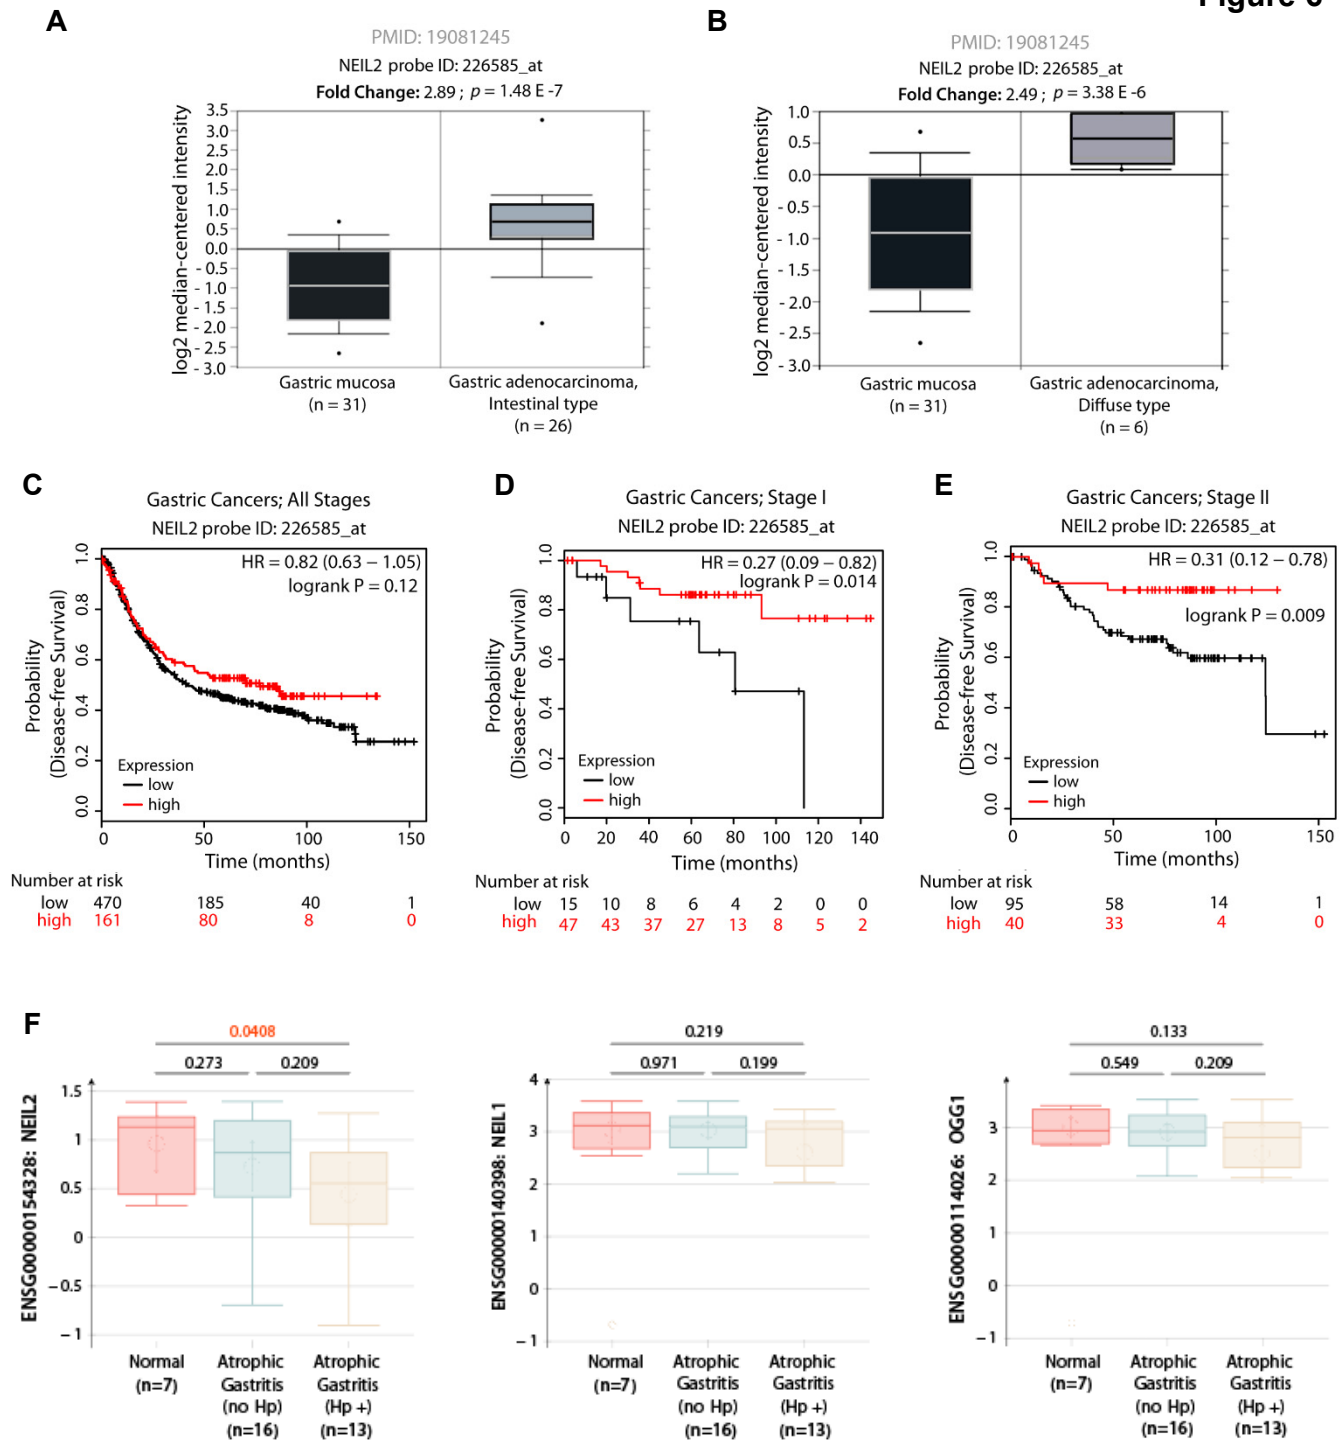 Figure 6
A
PMID: 19081245
NEIL2 probe ID: 226585_at
Fold Change: 2.89 ; p = 1.48 E -7
log2 median-centered intensity
3.5
3.0
2.5
2.0
1.5
1.0
0.5
0.0
- 0.5
- 1.0
- 1.5
- 2.0
- 2.5
- 3.0
Gastric mucosa
(n = 31)
Gastric adenocarcinoma,
Intestinal type
(n = 26)
B
PMID: 19081245
NEIL2 probe ID: 226585_at
Fold Change: 2.49 ; p = 3.38 E -6
log2 median-centered intensity
1.0
0.5
0.0
- 0.5
- 1.0
- 1.5
- 2.0
- 2.5
- 3.0
Gastric mucosa
(n = 31)
Gastric adenocarcinoma,
Diffuse type
(n = 6)
C
Gastric Cancers; All Stages
NEIL2 probe ID: 226585_at
HR = 0.82 (0.63 – 1.05)
logrank P = 0.12
Probability
(Disease-free Survival)
1.0
0.8
0.6
0.4
0.2
0.0
Expression
low
high
0 50 100 150
Time (months)
Number at risk
low 470 185 40 1
high 161 80 8 0
D
Gastric Cancers; Stage I
NEIL2 probe ID: 226585_at
HR = 0.27 (0.09 – 0.82)
logrank P = 0.014
Probability
(Disease-free Survival)
1.0
0.8
0.6
0.4
0.2
0.0
Expression
low
high
0 20 40 60 80 100 120 140
Time (months)
Number at risk
low 15 10 8 6 4 2 0 0
high 47 43 37 27 13 8 5 2
E
Gastric Cancers; Stage II
NEIL2 probe ID: 226585_at
HR = 0.31 (0.12 – 0.78)
logrank P = 0.009
Probability
(Disease-free Survival)
1.0
0.8
0.6
0.4
0.2
0.0
Expression
low
high
0 50 100 150
Time (months)
Number at risk
low 95 58 14 1
high 40 33 4 0
F
0.0408
0.273 0.209
ENSG00000154328: NEIL2
1.5
1
0.5
0
−0.5
−1
Normal
(n=7)
Atrophic
Gastritis
(no Hp)
(n=16)
Atrophic
Gastritis
(Hp +)
(n=13)
0.219
0.971 0.199
ENSG00000140398: NEIL1
4
3
2
1
0
−1
Normal
(n=7)
Atrophic
Gastritis
(no Hp)
(n=16)
Atrophic
Gastritis
(Hp +)
(n=13)
0.133
0.549 0.209
ENSG00000114026: OGG1
3
2
1
0
−1
Normal
(n=7)
Atrophic
Gastritis
(no Hp)
(n=16)
Atrophic
Gastritis
(Hp +)
(n=13)